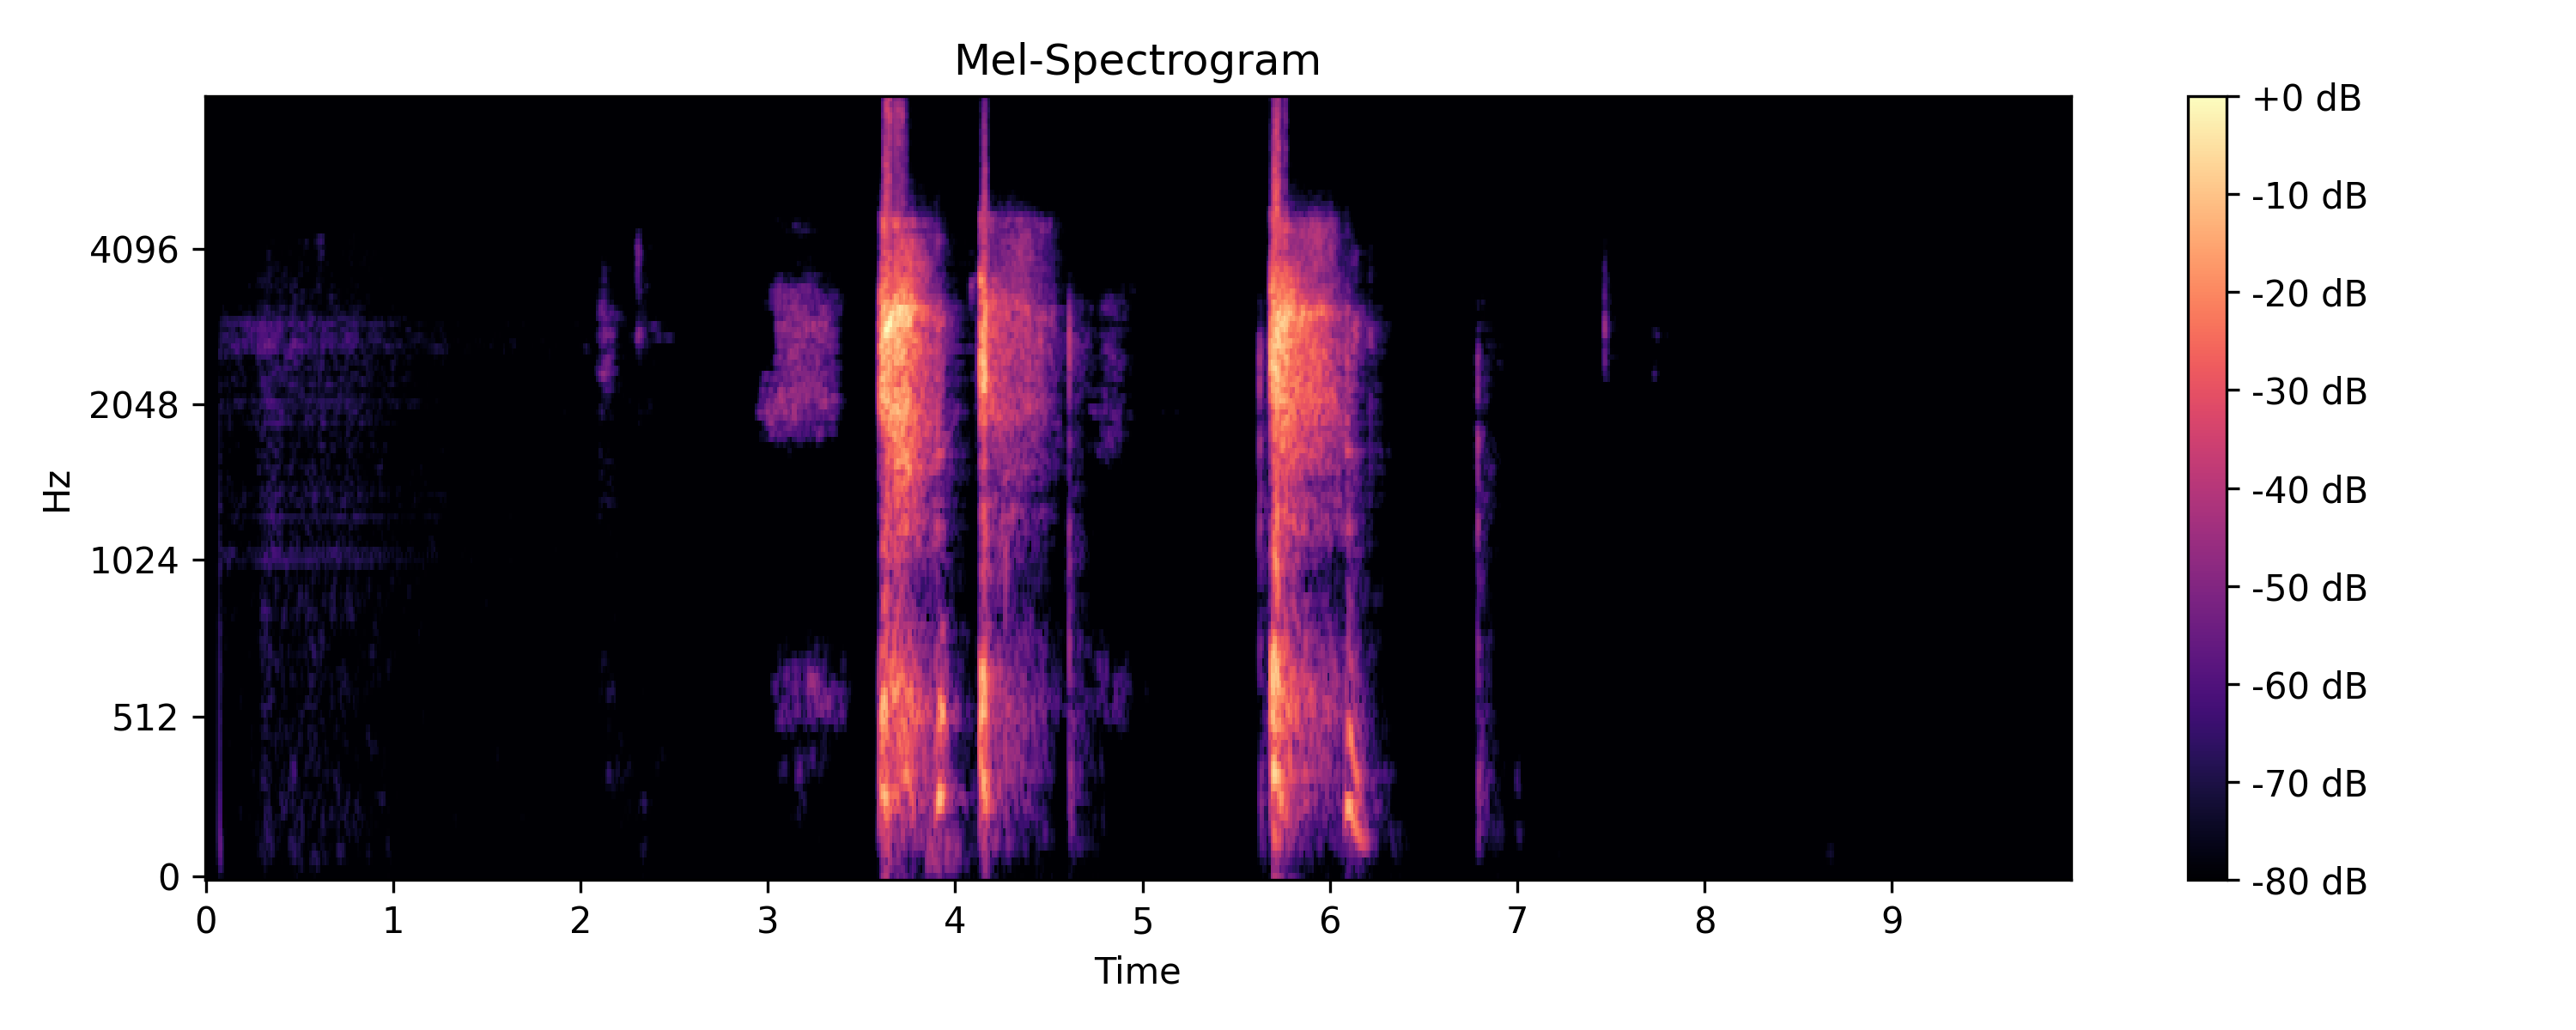 Mel-Spectrogram
+0 dB
-10 dB
-20 dB
-30 dB
-40 dB
-50 dB
-60 dB
-70 dB
-80 dB
4096
2048
1024
512
0
Hz
0 1 2 3 4 5 6 7 8 9
Time